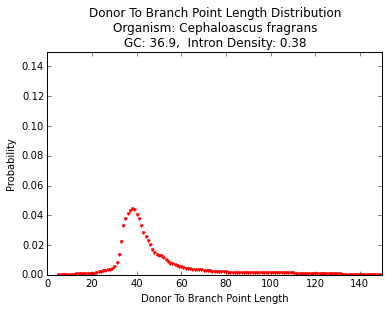 Donor To Branch Point Length Distribution
Organism: Cephaloascus fragrans
GC: 36.9,  Intron Density: 0.38
0.14
0.12
0.10
0.08
0.06
0.04
0.02
0.00
Probability
0 20 40 60 80 100 120 140
Donor To Branch Point Length